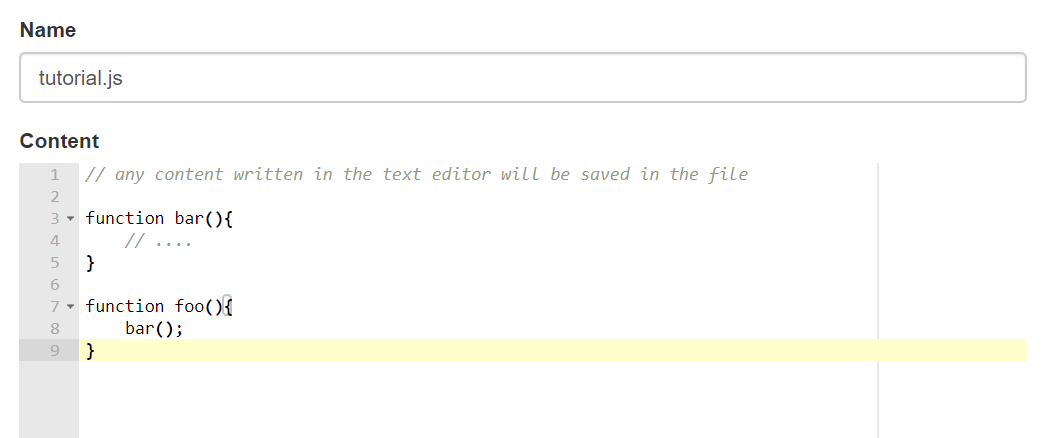 Name
tutorial.js
Content
1 // any content written in the text editor will be saved in the file
2
3 function bar(){
4     // ....
5 }
6
7 function foo(){
8     bar();
9 }